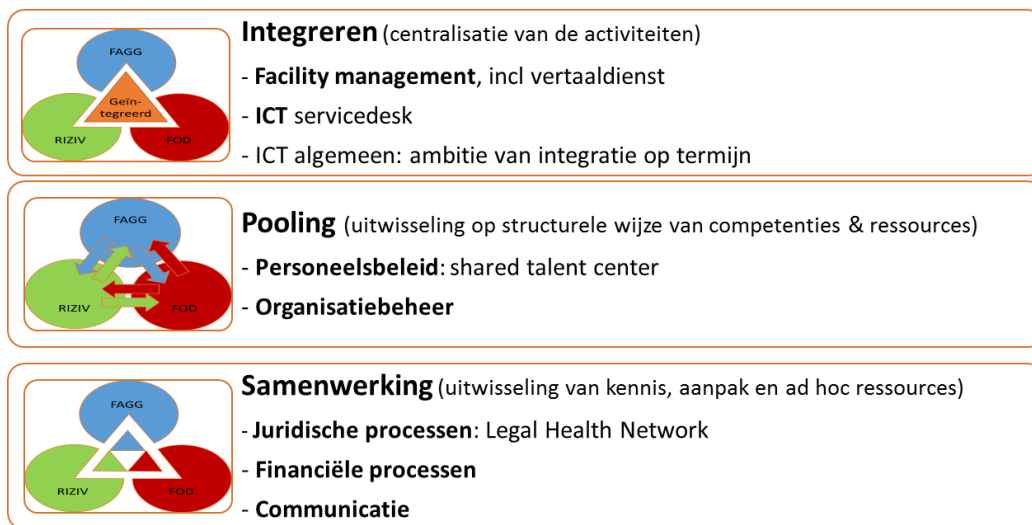 FAGG
Geïn-
tegreerd
RIZIV
FOD
Integreren (centralisatie van de activiteiten)
- Facility management, incl vertaaldienst
- ICT servicedesk
- ICT algemeen: ambitie van integratie op termijn
FAGG
RIZIV
FOD
Pooling (uitwisseling op structurele wijze van competenties & ressources)
- Personeelsbeleid: shared talent center
- Organisatiebeheer
FAGG
RIZIV
FOD
Samenwerking (uitwisseling van kennis, aanpak en ad hoc ressources)
- Juridische processen: Legal Health Network
- Financiële processen
- Communicatie